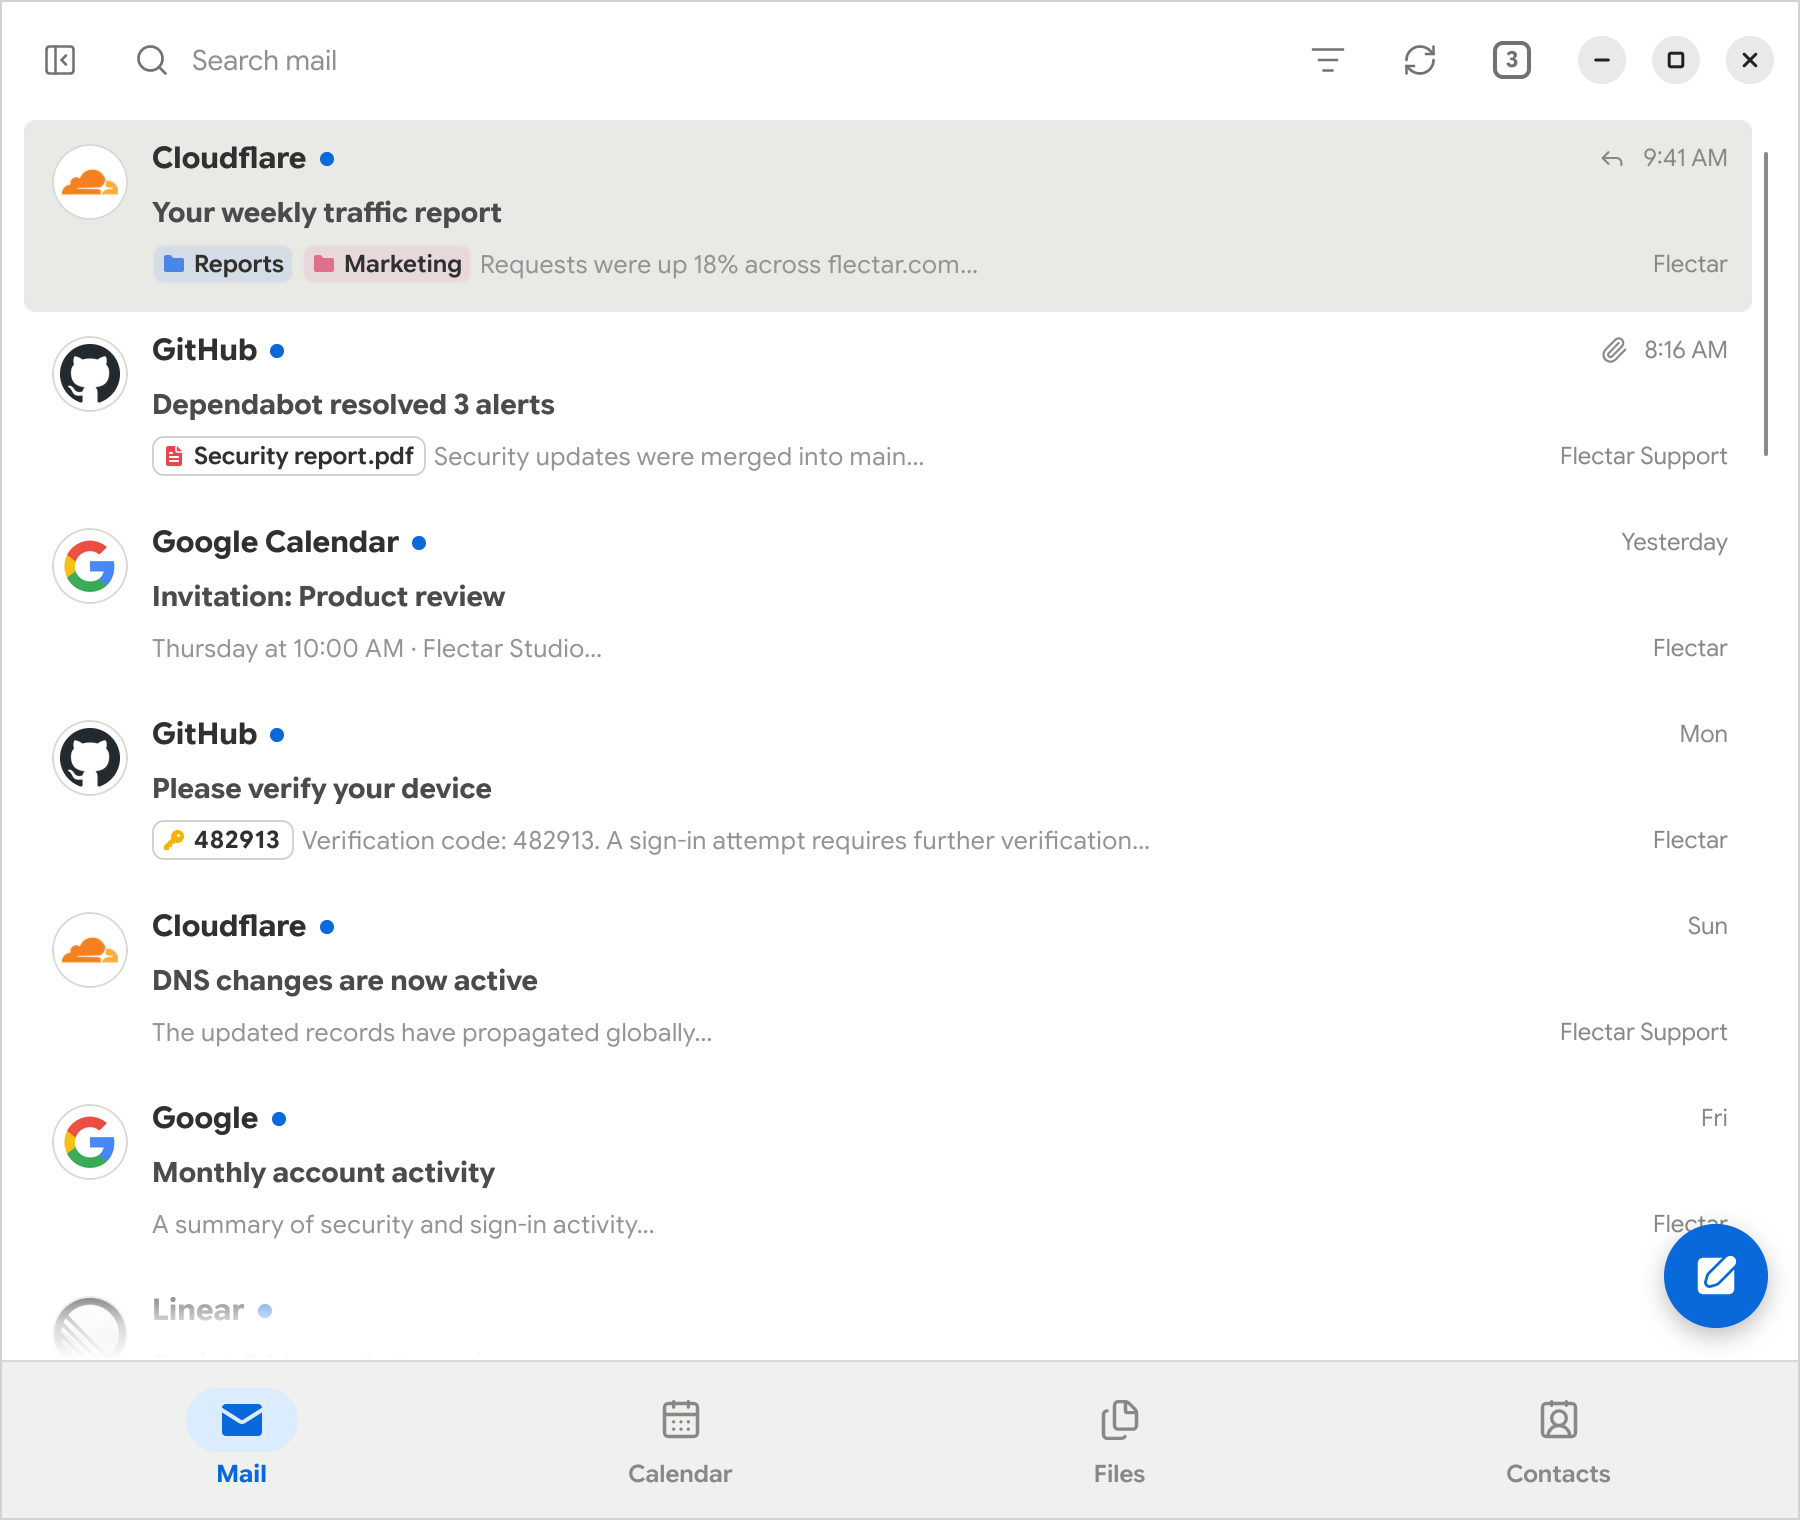 Search mail
3
Cloudflare
9:41 AM
Your weekly traffic report
Reports Marketing Requests were up 18% across flectar.com...
Flectar
GitHub
8:16 AM
Dependabot resolved 3 alerts
Security report.pdf Security updates were merged into main...
Flectar Support
Google Calendar
Yesterday
Invitation: Product review
Thursday at 10:00 AM · Flectar Studio...
Flectar
GitHub
Mon
Please verify your device
482913 Verification code: 482913. A sign-in attempt requires further verification...
Flectar
Cloudflare
Sun
DNS changes are now active
The updated records have propagated globally...
Flectar Support
Google
Fri
Monthly account activity
A summary of security and sign-in activity...
Flectar
Linear
Mail
Calendar
Files
Contacts